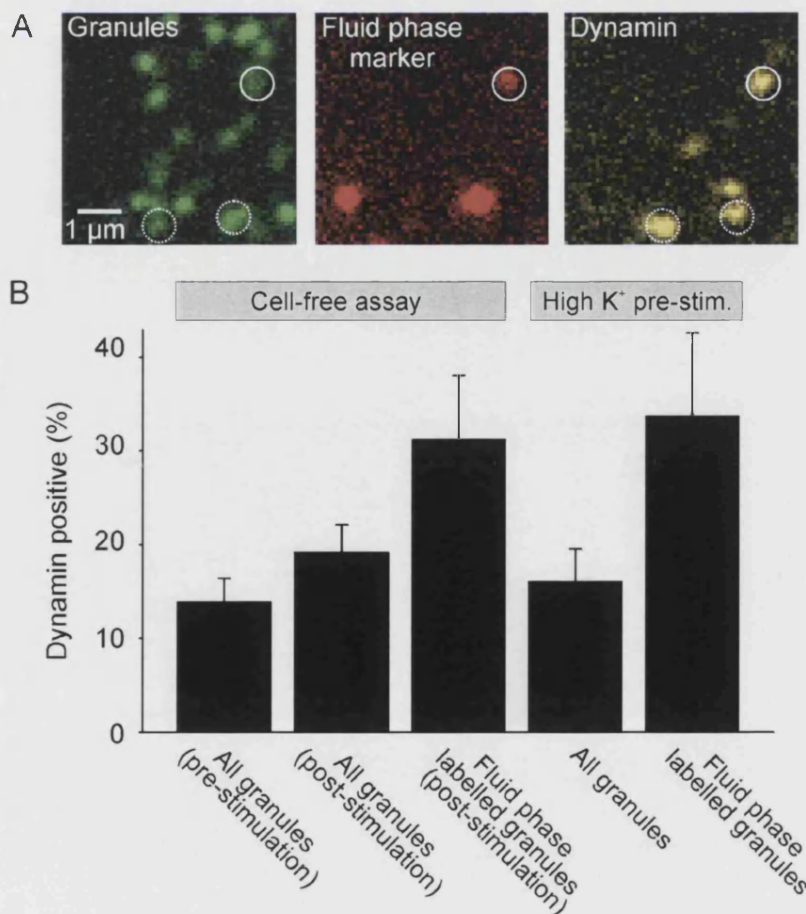 A
Granules
Fluid phase
marker
Dynamin
1 µm
B
Cell-free assay
High K⁺ pre-stim.
Dynamin positive (%)
40
30
20
10
0
All granules
(pre-stimulation)
All granules
(post-stimulation)
Fluid phase
labelled granules
(post-stimulation)
All granules
Fluid phase
labelled granules